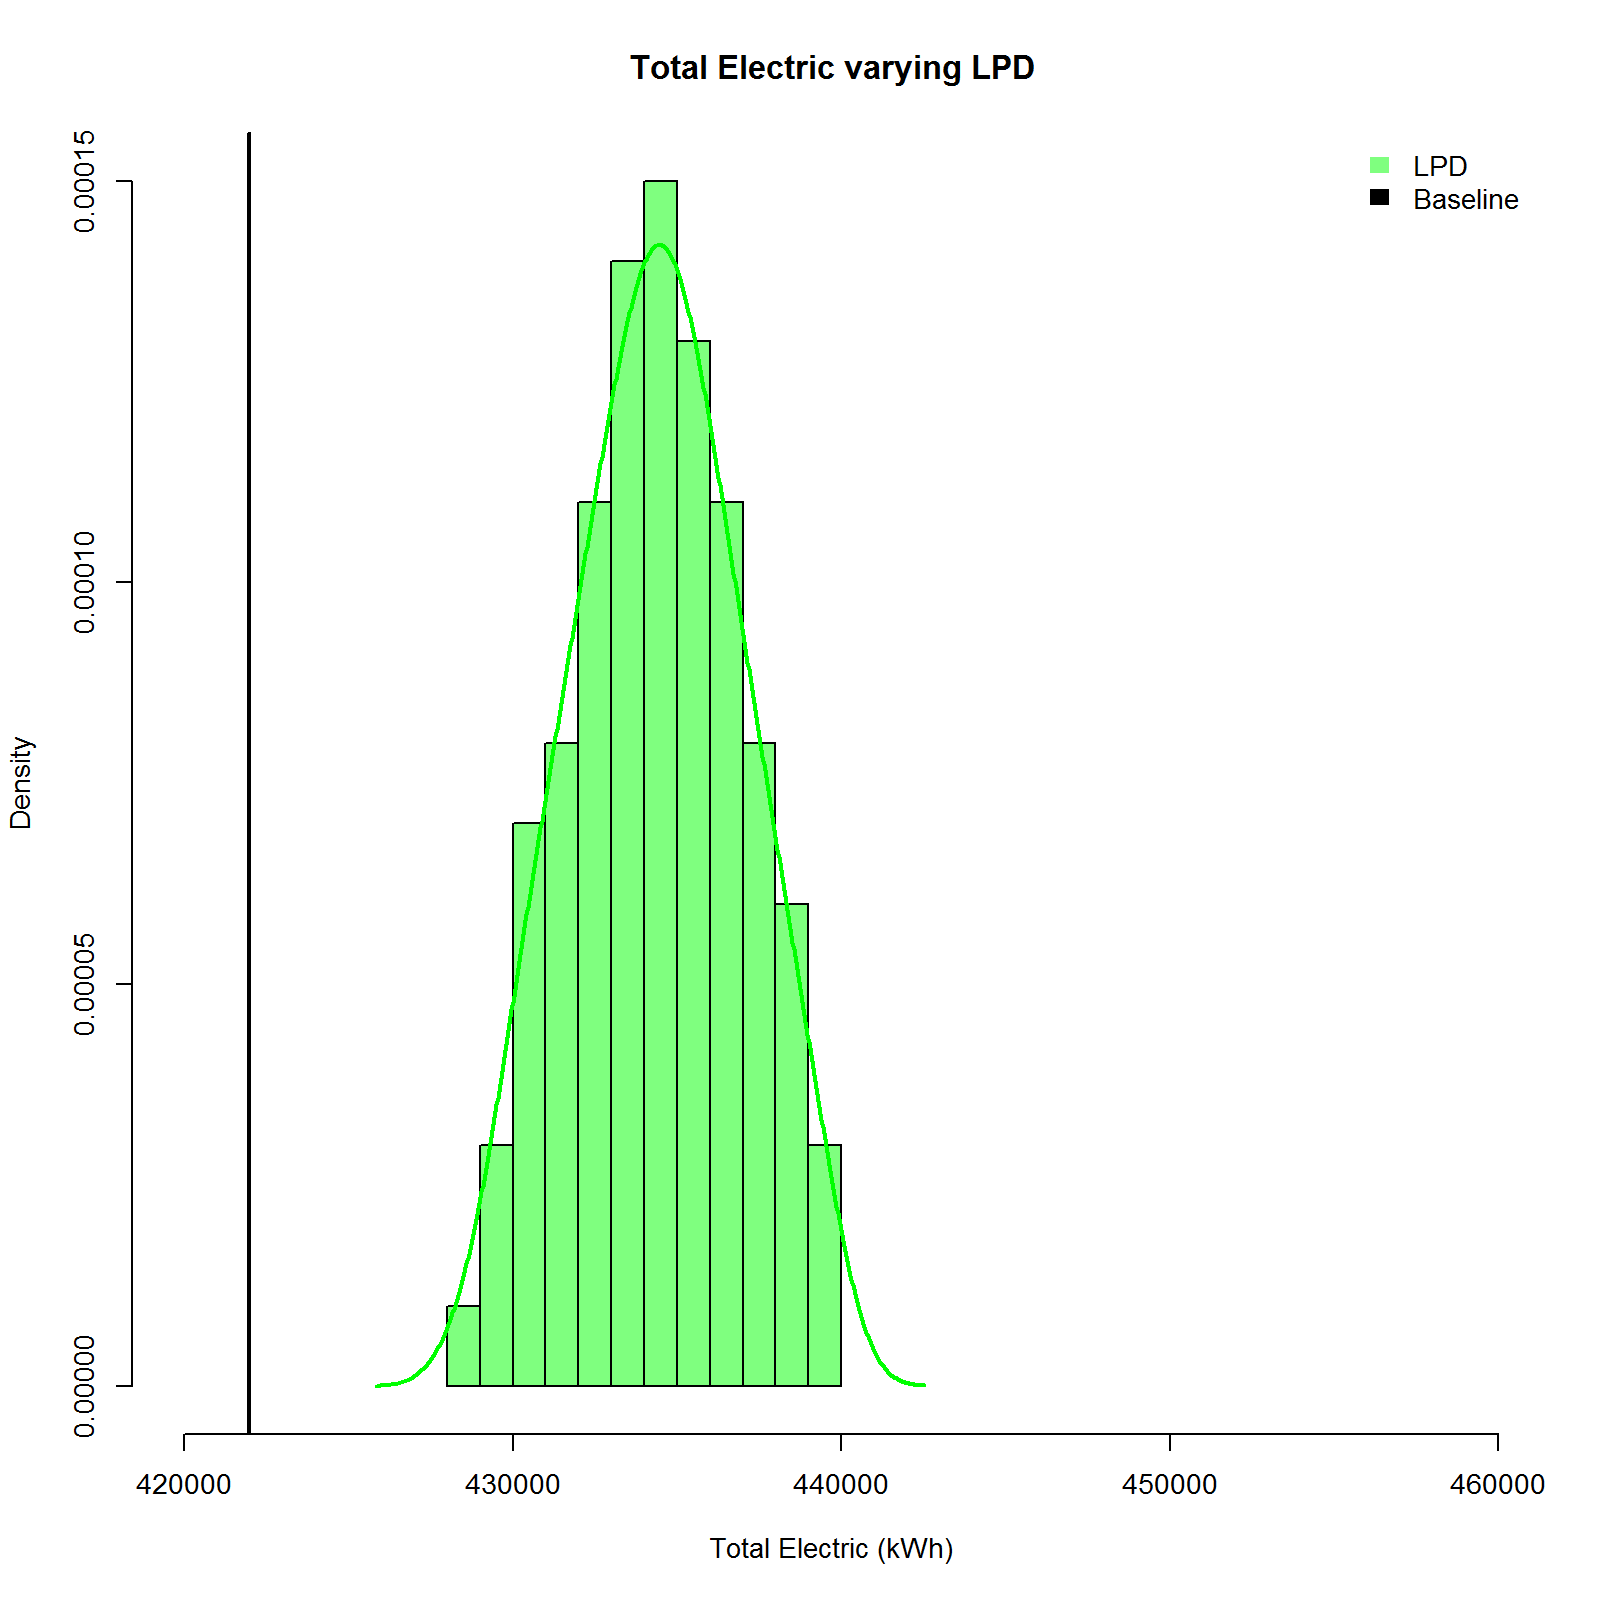 Total Electric varying LPD
LPD
Baseline
0.00015
0.00010
0.00005
0.00000
Density
420000 430000 440000 450000 460000
Total Electric (kWh)